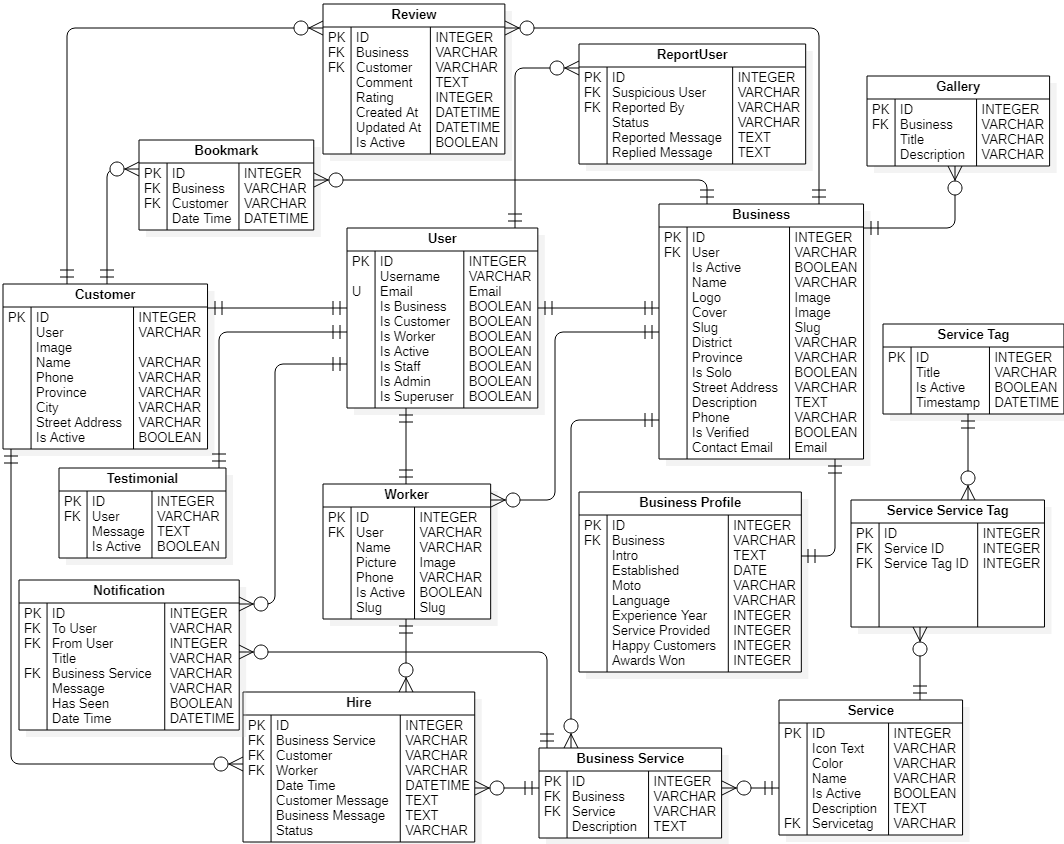 Review
PK ID INTEGER
FK Business VARCHAR
FK Customer VARCHAR
Comment TEXT
Rating INTEGER
Created At DATETIME
Updated At DATETIME
Is Active BOOLEAN
ReportUser
PK ID INTEGER
FK Suspicious User VARCHAR
FK Reported By VARCHAR
Status VARCHAR
Reported Message TEXT
Replied Message TEXT
Gallery
PK ID INTEGER
FK Business VARCHAR
Title VARCHAR
Description VARCHAR
Bookmark
PK ID INTEGER
FK Business VARCHAR
FK Customer VARCHAR
Date Time DATETIME
User
PK ID INTEGER
Username VARCHAR
U Email Email
Is Business BOOLEAN
Is Customer BOOLEAN
Is Worker BOOLEAN
Is Active BOOLEAN
Is Staff BOOLEAN
Is Admin BOOLEAN
Is Superuser BOOLEAN
Business
PK ID INTEGER
FK User VARCHAR
Is Active BOOLEAN
Name VARCHAR
Logo Image
Cover Image
Slug Slug
District VARCHAR
Province VARCHAR
Is Solo BOOLEAN
Street Address VARCHAR
Description TEXT
Phone VARCHAR
Is Verified BOOLEAN
Contact Email Email
Customer
PK ID INTEGER
User VARCHAR
Image
Name VARCHAR
Phone VARCHAR
Province VARCHAR
City VARCHAR
Street Address VARCHAR
Is Active BOOLEAN
Service Tag
PK ID INTEGER
Title VARCHAR
Is Active BOOLEAN
Timestamp DATETIME
Testimonial
PK ID INTEGER
FK User VARCHAR
Message TEXT
Is Active BOOLEAN
Worker
PK ID INTEGER
FK User VARCHAR
Name VARCHAR
Picture Image
Phone VARCHAR
Is Active BOOLEAN
Slug Slug
Business Profile
PK ID INTEGER
FK Business VARCHAR
Intro TEXT
Established DATE
Moto VARCHAR
Language VARCHAR
Experience Year INTEGER
Service Provided INTEGER
Happy Customers INTEGER
Awards Won INTEGER
Service Service Tag
PK ID INTEGER
FK Service ID INTEGER
FK Service Tag ID INTEGER
Notification
PK ID INTEGER
FK To User VARCHAR
FK From User INTEGER
Title VARCHAR
FK Business Service VARCHAR
Message VARCHAR
Has Seen BOOLEAN
Date Time DATETIME
Hire
PK ID INTEGER
FK Business Service VARCHAR
FK Customer VARCHAR
FK Worker VARCHAR
Date Time DATETIME
Customer Message TEXT
Business Message TEXT
Status VARCHAR
Business Service
PK ID INTEGER
FK Business VARCHAR
FK Service VARCHAR
Description TEXT
Service
PK ID INTEGER
Icon Text VARCHAR
Color VARCHAR
Name VARCHAR
Is Active BOOLEAN
Description TEXT
FK Servicetag VARCHAR